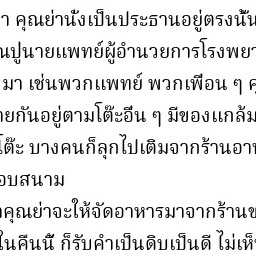 า คุณย่านั่งเป็นประธานอยู่ตรงนั้น
นปู่นายแพทย์ผู้อำนวยการโรงพยา
มา เช่นพวกแพทย์ พวกเพื่อน ๆ คุ
ยกันอยู่ตามโต๊ะอื่น ๆ มีของแกล้ม
โต๊ะ บางคนก็ลุกไปเติมจากร้านอา
อบสนาม
คุณย่าจะให้จัดอาหารมาจากร้านข
ในคืนนี้ ก็รับคำเป็นดิบเป็นดี ไม่เห็